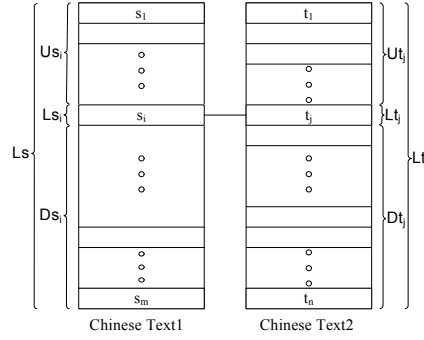 s1 t1
Usi Utj
Lsi si tj Ltj
Ls Lt
Dsi Dtj
sm tn
Chinese Text1 Chinese Text2